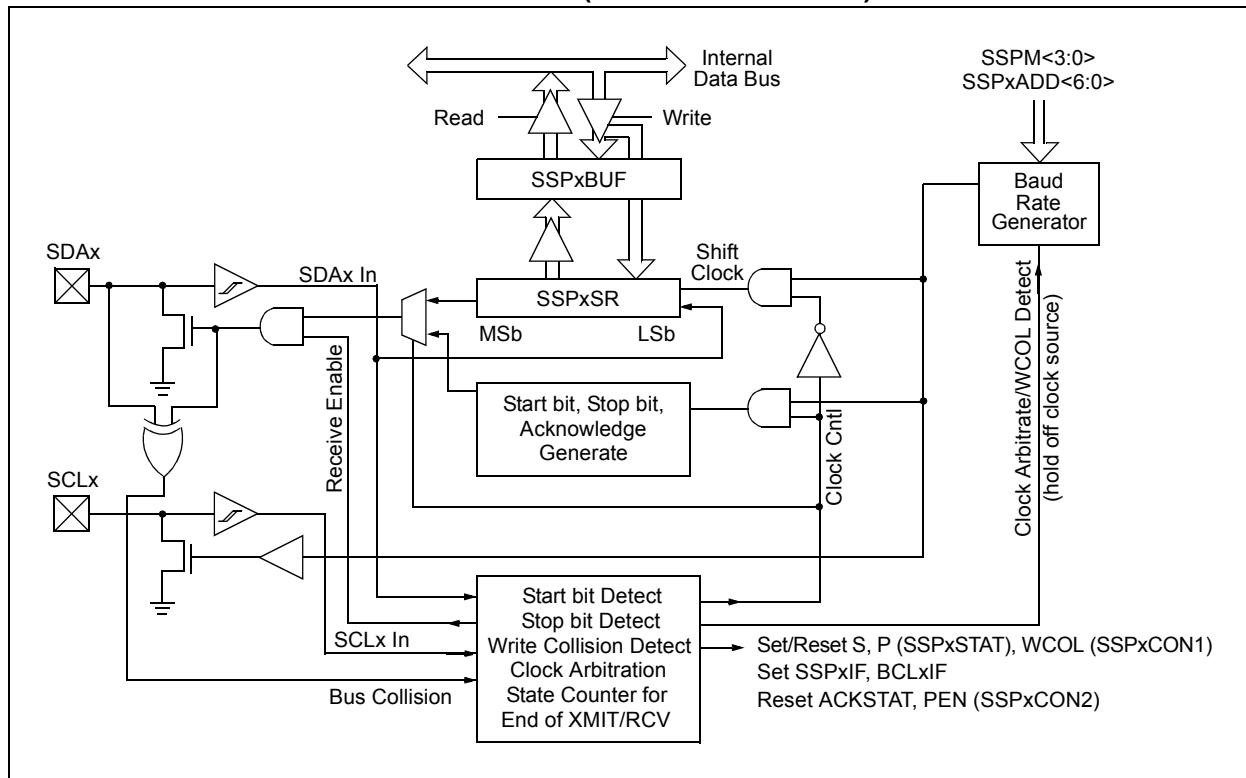 Internal
Data Bus
SSPM<3:0>
SSPxADD<6:0>
Read
Write
SSPxBUF
Baud
Rate
Generator
SDAx
SDAx In
Shift
Clock
SSPxSR
MSb
LSb
Receive Enable
Start bit, Stop bit,
Acknowledge
Generate
Clock Cntl
Clock Arbitrate/WCOL Detect
(hold off clock source)
SCLx
SCLx In
Bus Collision
Start bit Detect
Stop bit Detect
Write Collision Detect
Clock Arbitration
State Counter for
End of XMIT/RCV
Set/Reset S, P (SSPxSTAT), WCOL (SSPxCON1)
Set SSPxIF, BCLxIF
Reset ACKSTAT, PEN (SSPxCON2)